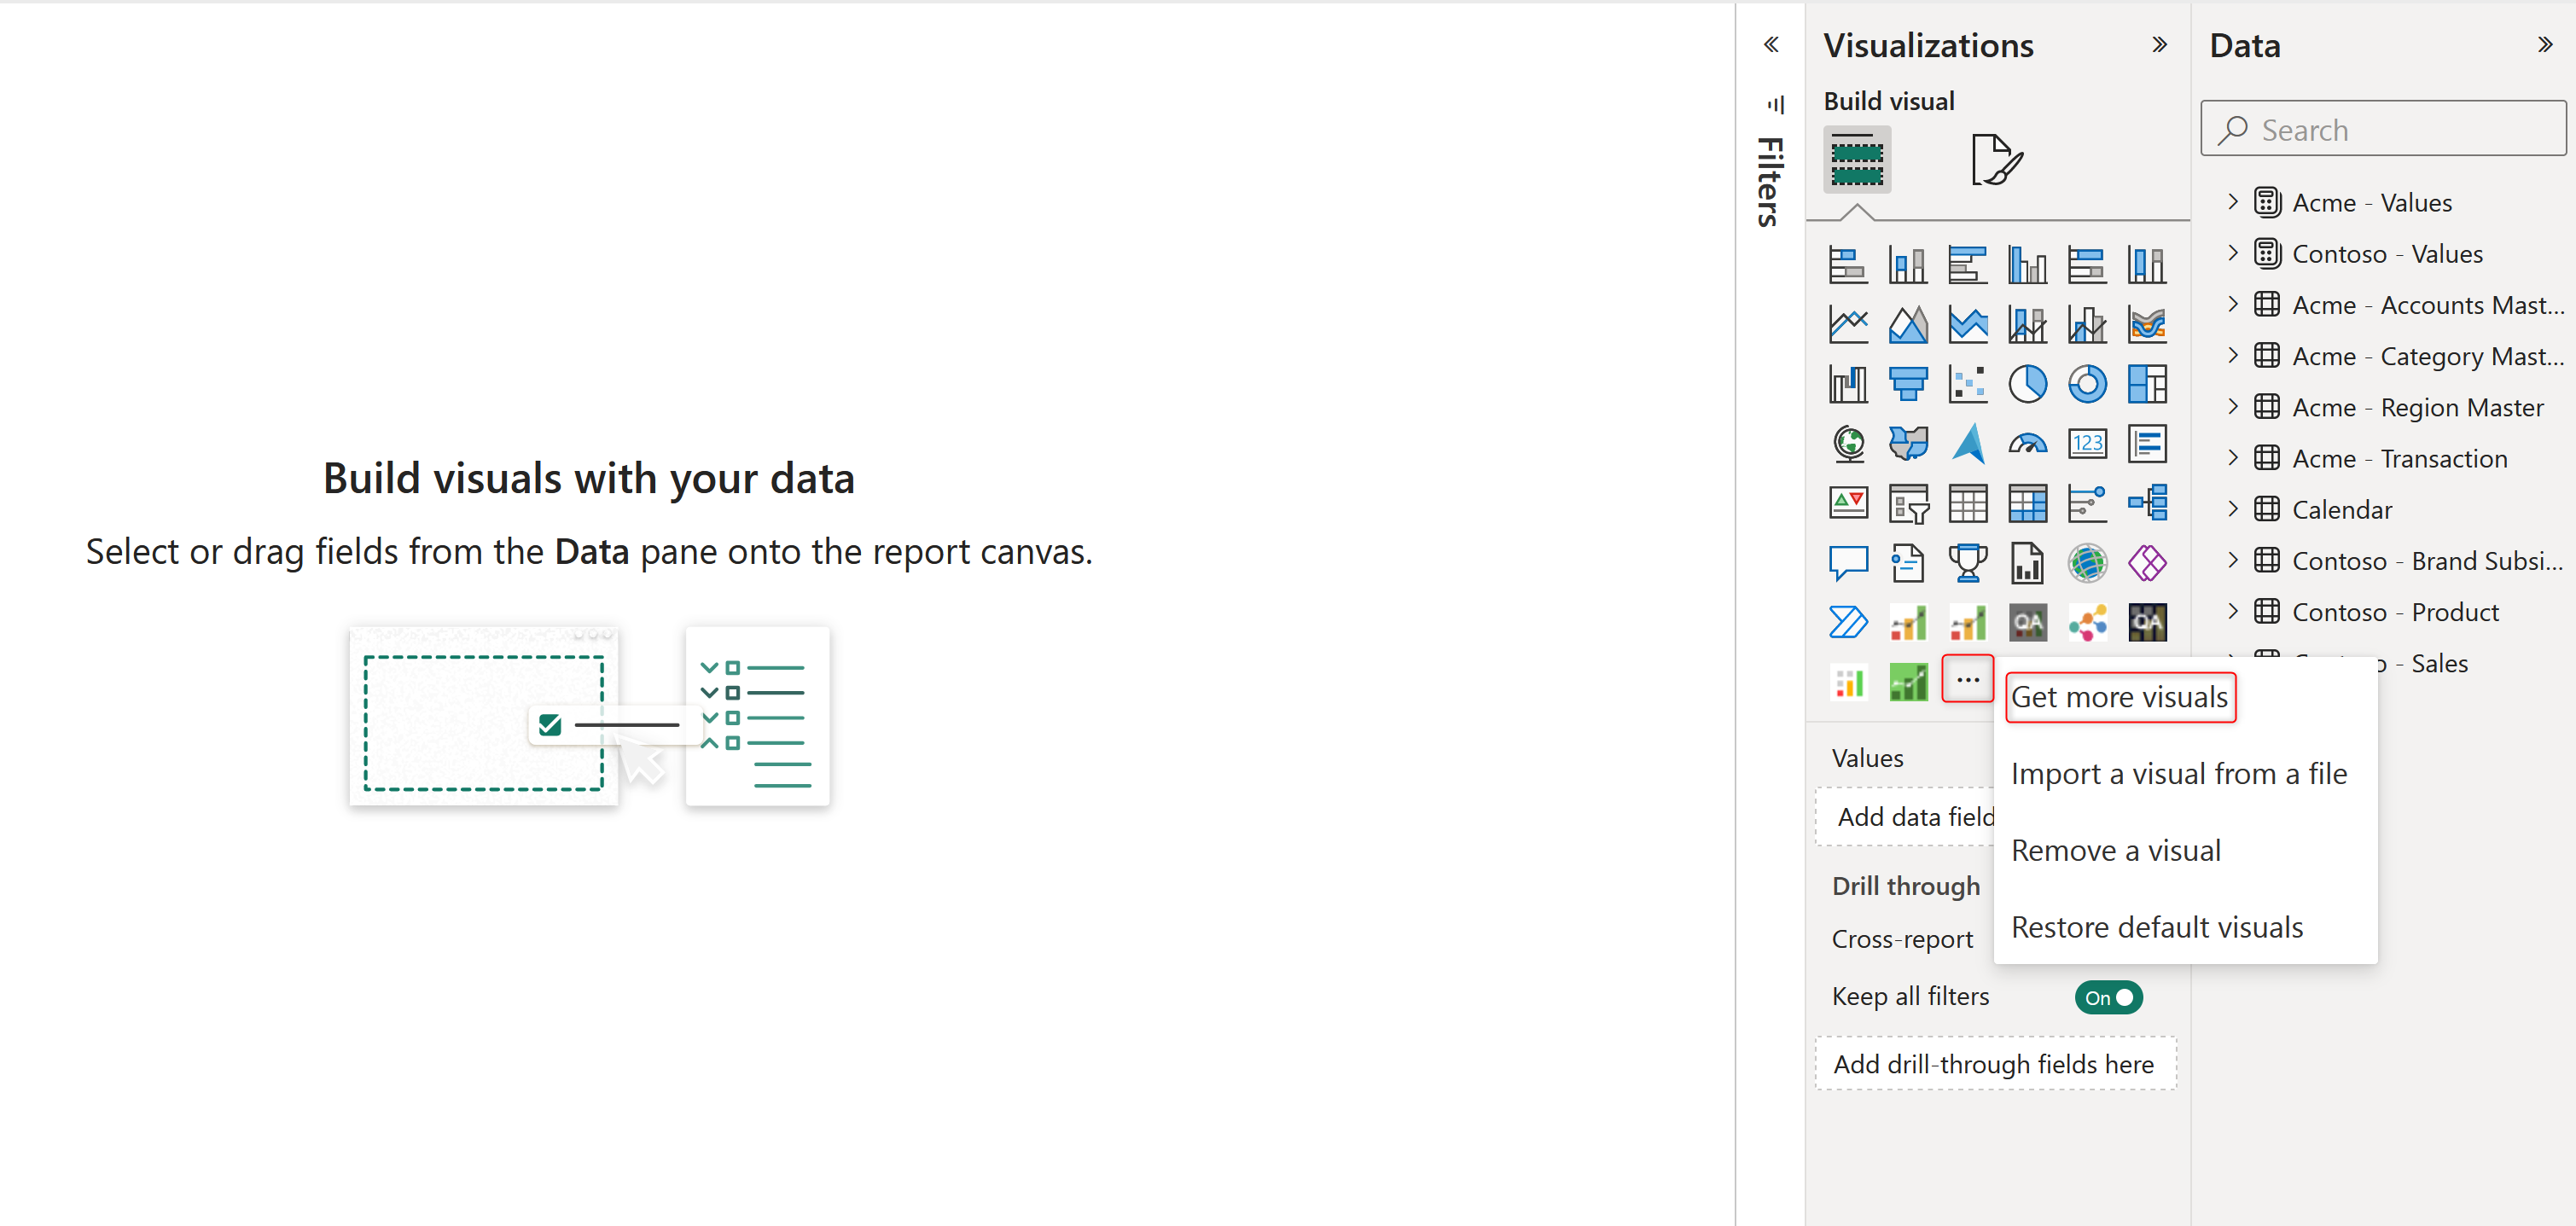 Build visuals with your data
Select or drag fields from the Data pane onto the report canvas.
Filters
Visualizations
Build visual
123
QA
QA
Get more visuals
Import a visual from a file
Remove a visual
Restore default visuals
Values
Add data field
Drill through
Cross-report
Keep all filters
On
Add drill-through fields here
Data
Search
Acme - Values
Contoso - Values
Acme - Accounts Mast...
Acme - Category Mast...
Acme - Region Master
Acme - Transaction
Calendar
Contoso - Brand Subsi...
Contoso - Product
- Sales